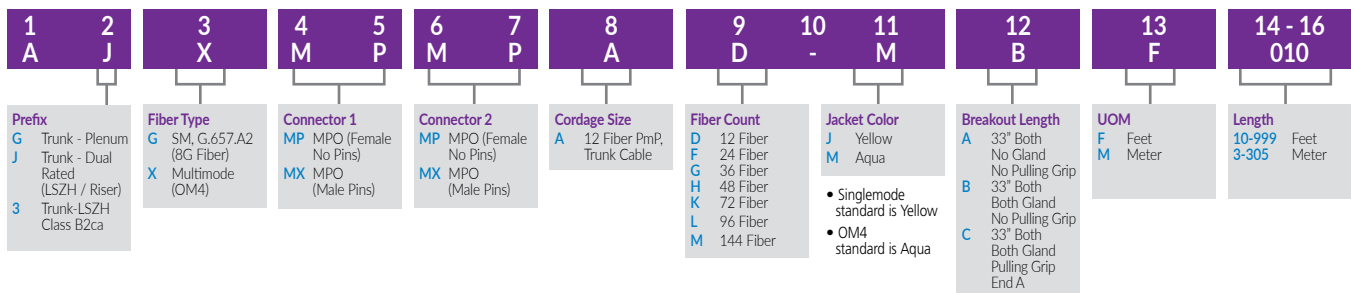 1 2 3 4 5 6 7 8 9 10 11 12 13 14 - 16
A J X M P M P A D - M B F 010
Prefix
G Trunk - Plenum
J Trunk - Dual
Rated
(LSZH / Riser)
3 Trunk-LSZH
Class B2ca
Fiber Type
G SM, G.657.A2
(8G Fiber)
X Multimode
(OM4)
Connector 1
MP MPO (Female
No Pins)
MX MPO
(Male Pins)
Connector 2
MP MPO (Female
No Pins)
MX MPO
(Male Pins)
Cordage Size
A 12 Fiber PmP,
Trunk Cable
Fiber Count
D 12 Fiber
F 24 Fiber
G 36 Fiber
H 48 Fiber
K 72 Fiber
L 96 Fiber
M 144 Fiber
Jacket Color
J Yellow
M Aqua
• Singlemode
standard is Yellow
• OM4
standard is Aqua
Breakout Length
A 33” Both
No Gland
No Pulling Grip
B 33” Both
Both Gland
No Pulling Grip
C 33” Both
Both Gland
Pulling Grip
End A
UOM
F Feet
M Meter
Length
10-999 Feet
3-305 Meter